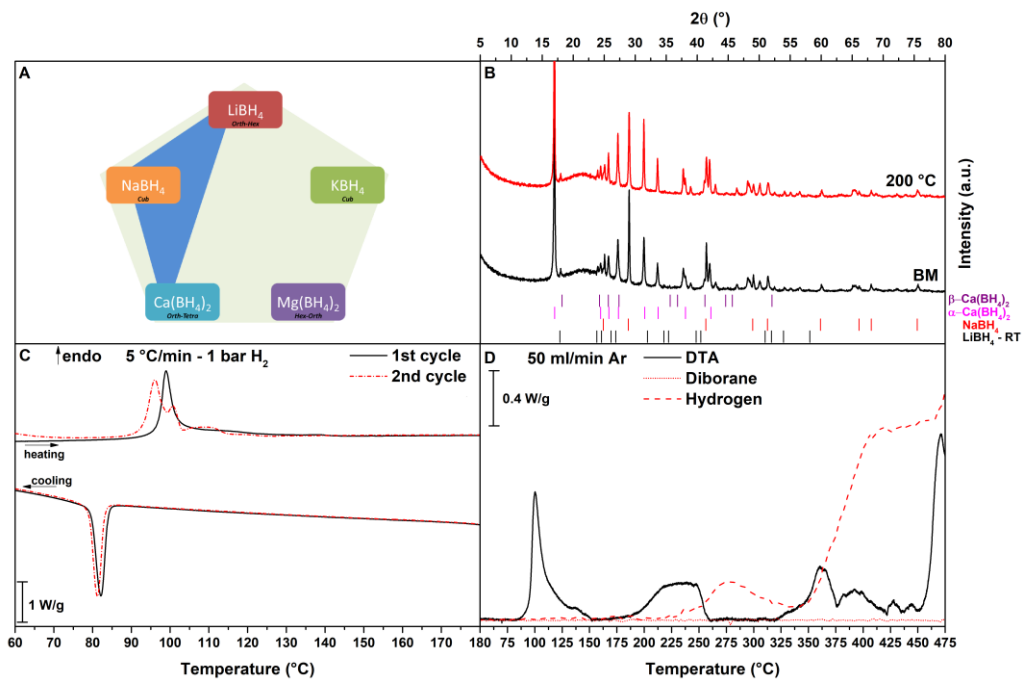 2θ (°)
5 10 15 20 25 30 35 40 45 50 55 60 65 70 75 80
A
LiBH4
Orth-Hex
NaBH4
Cub
KBH4
Cub
Ca(BH4)2
Orth-Tetra
Mg(BH4)2
Hex-Orth
B
200 °C
BM
Intensity (a.u.)
β–Ca(BH4)2
α–Ca(BH4)2
NaBH4
LiBH4 - RT
C
endo 5 °C/min - 1 bar H2
1st cycle
2nd cycle
heating
cooling
1 W/g
60 70 80 90 100 110 120 130 140 150 160 170 180
Temperature (°C)
D
50 ml/min Ar
DTA
Diborane
Hydrogen
0.4 W/g
50 75 100 125 150 175 200 225 250 275 300 325 350 375 400 425 450 475
Temperature (°C)